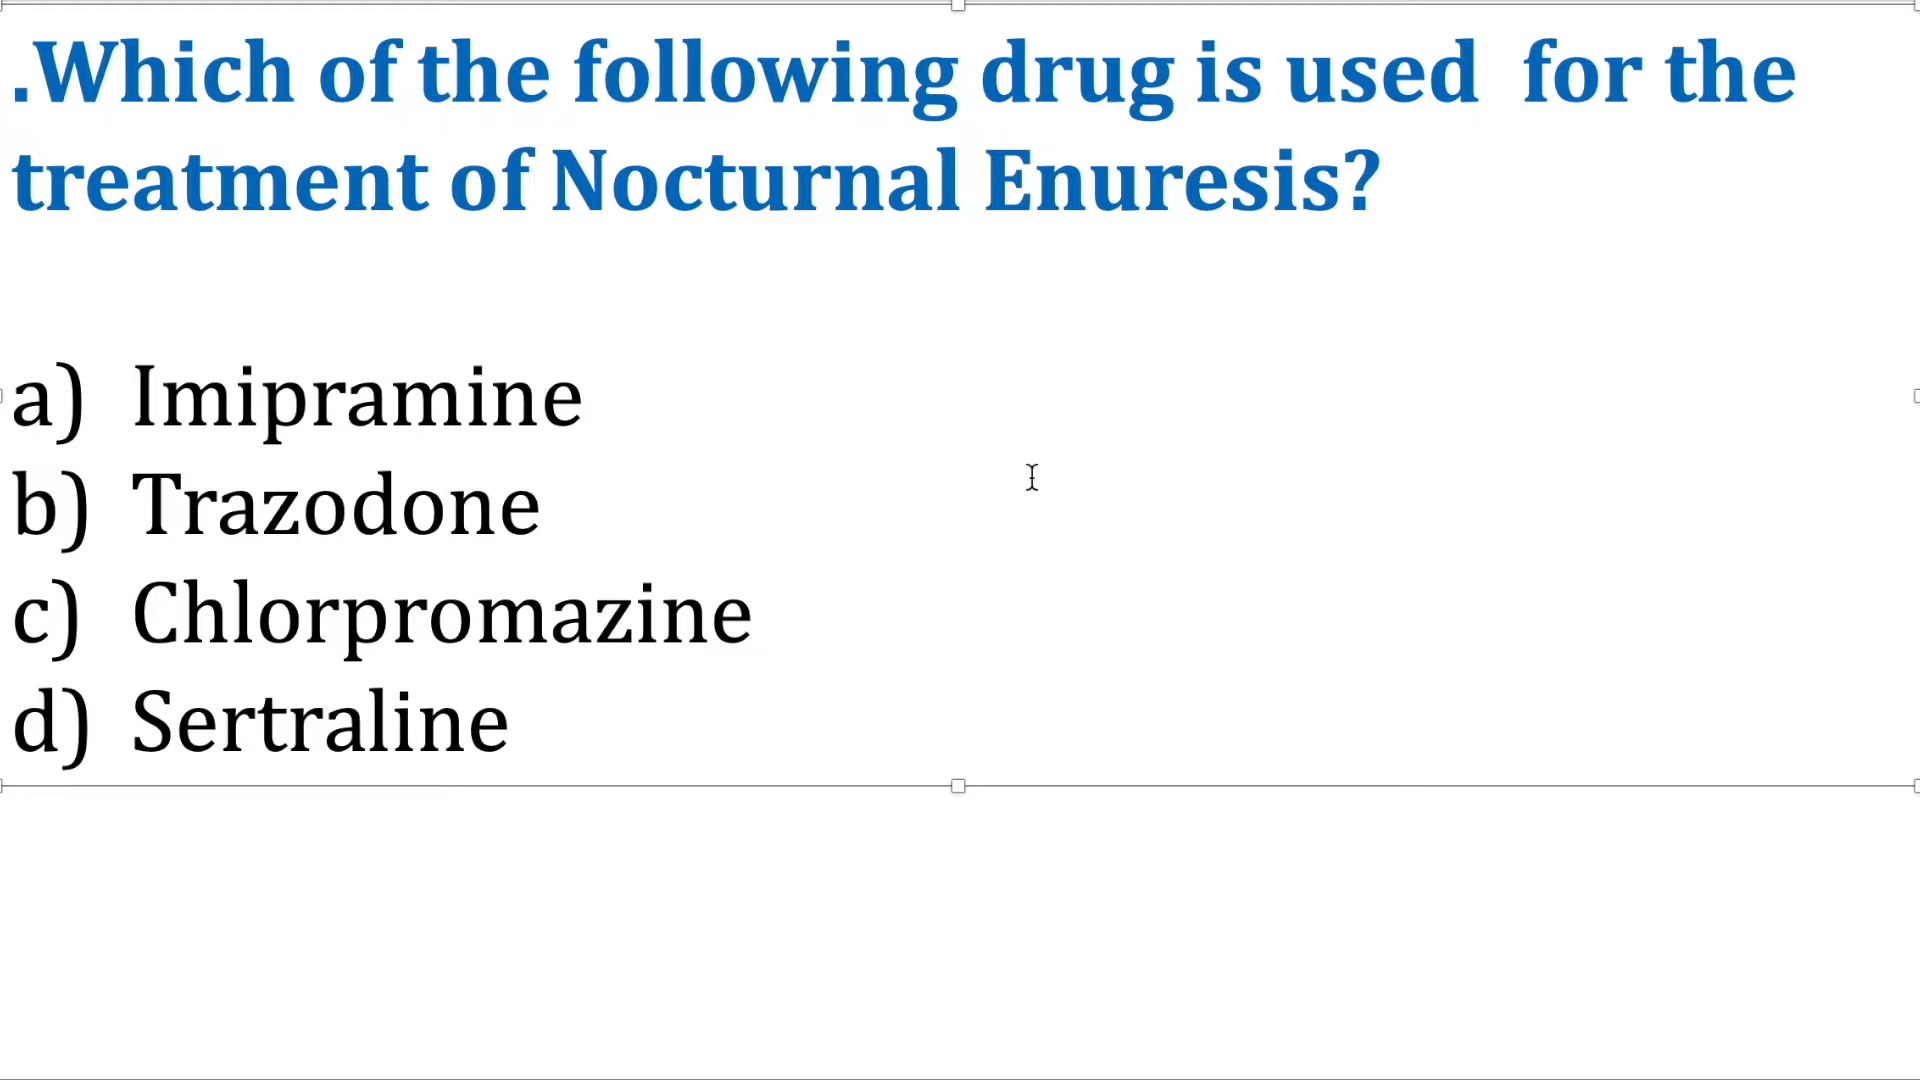 .Which of the following drug is used  for the
treatment of Nocturnal Enuresis?
a) Imipramine
b) Trazodone
c) Chlorpromazine
d) Sertraline